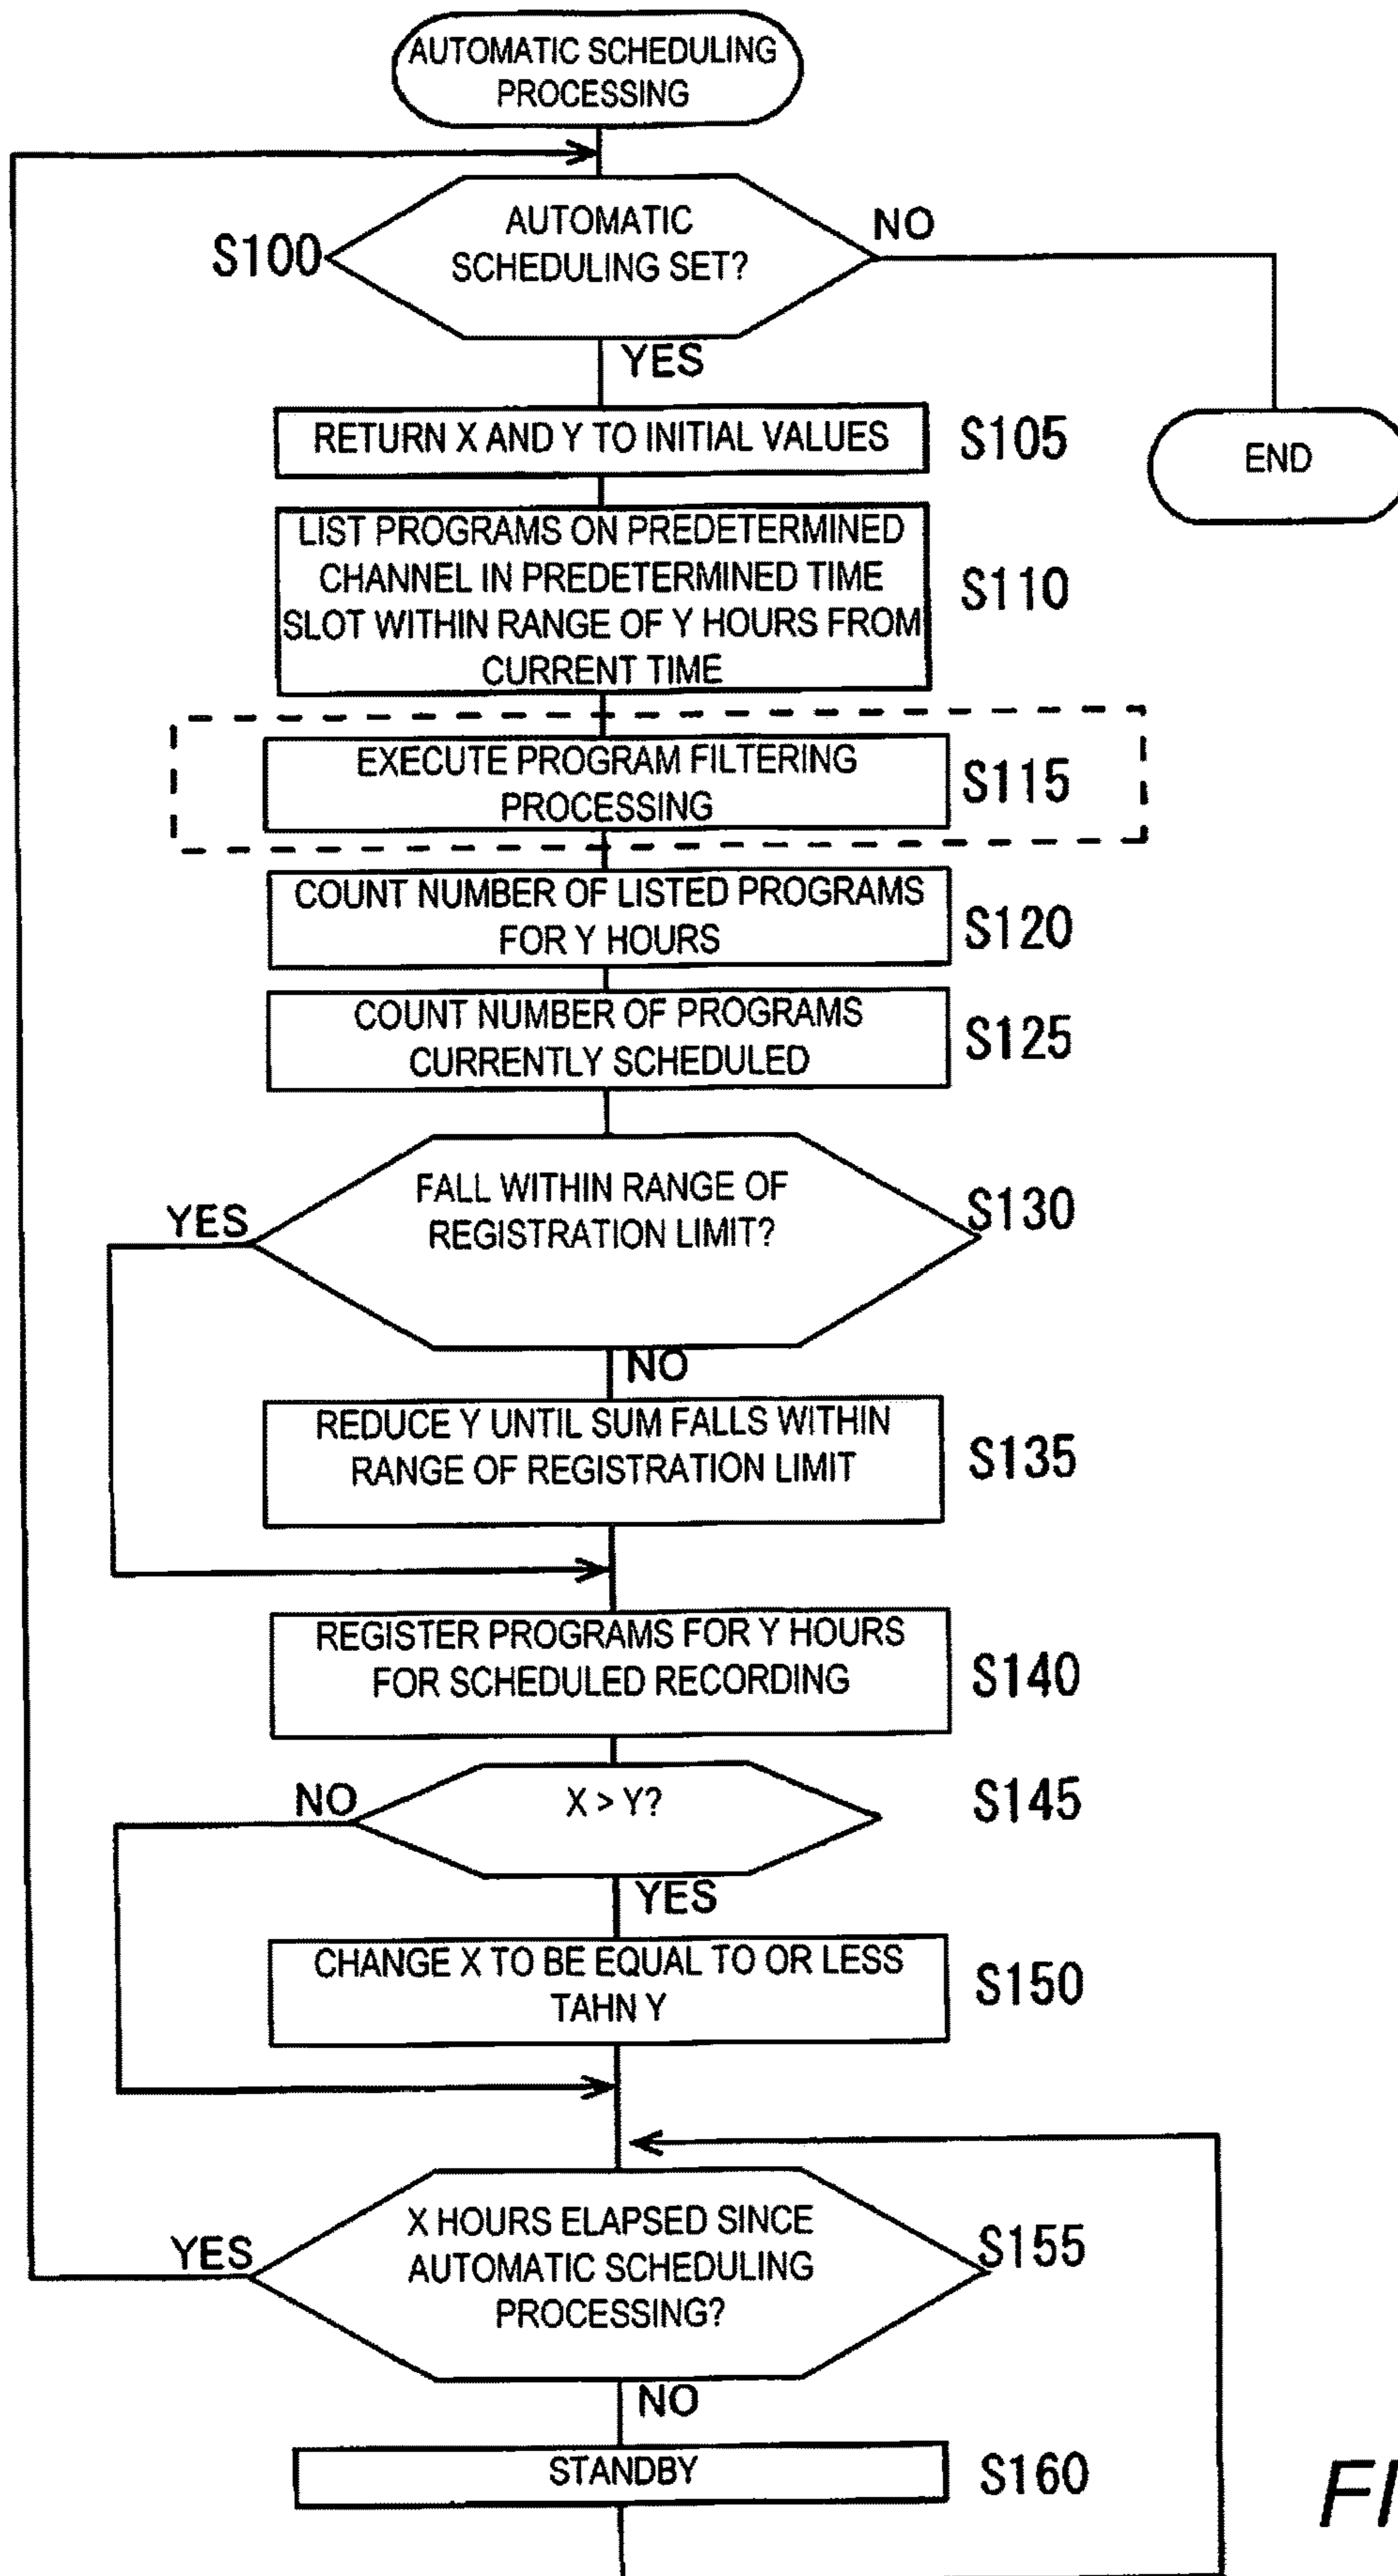 AUTOMATIC SCHEDULING
PROCESSING
AUTOMATIC
SCHEDULING SET?
S100
NO
YES
RETURN X AND Y TO INITIAL VALUES
S105
END
LIST PROGRAMS ON PREDETERMINED
CHANNEL IN PREDETERMINED TIME
SLOT WITHIN RANGE OF Y HOURS FROM
CURRENT TIME
S110
EXECUTE PROGRAM FILTERING
PROCESSING
S115
COUNT NUMBER OF LISTED PROGRAMS
FOR Y HOURS
S120
COUNT NUMBER OF PROGRAMS
CURRENTLY SCHEDULED
S125
FALL WITHIN RANGE OF
REGISTRATION LIMIT?
S130
YES
NO
REDUCE Y UNTIL SUM FALLS WITHIN
RANGE OF REGISTRATION LIMIT
S135
REGISTER PROGRAMS FOR Y HOURS
FOR SCHEDULED RECORDING
S140
NO
X > Y?
S145
YES
CHANGE X TO BE EQUAL TO OR LESS
TAHN Y
S150
X HOURS ELAPSED SINCE
AUTOMATIC SCHEDULING
PROCESSING?
S155
YES
NO
STANDBY
S160